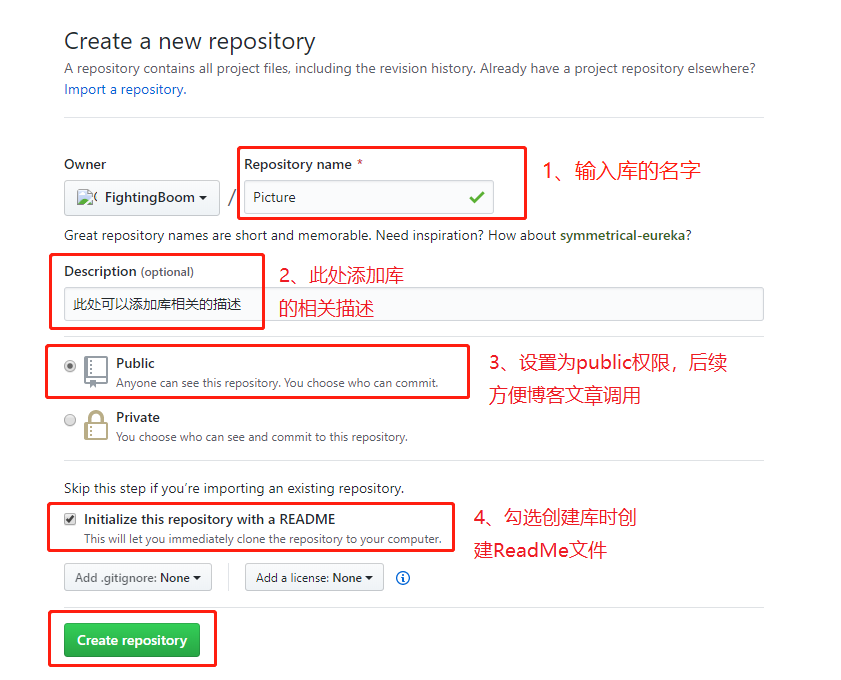 Create a new repository
A repository contains all project files, including the revision history. Already have a project repository elsewhere?
Import a repository.
Owner
Repository name *
1、输入库的名字
FightingBoom
/
Picture
Great repository names are short and memorable. Need inspiration? How about symmetrical-eureka?
Description (optional)
2、此处添加库
的相关描述
此处可以添加库相关的描述
Public
Anyone can see this repository. You choose who can commit.
3、设置为public权限，后续
方便博客文章调用
Private
You choose who can see and commit to this repository.
Skip this step if you’re importing an existing repository.
Initialize this repository with a README
This will let you immediately clone the repository to your computer.
4、勾选创建库时创
建ReadMe文件
Add .gitignore: None
Add a license: None
Create repository